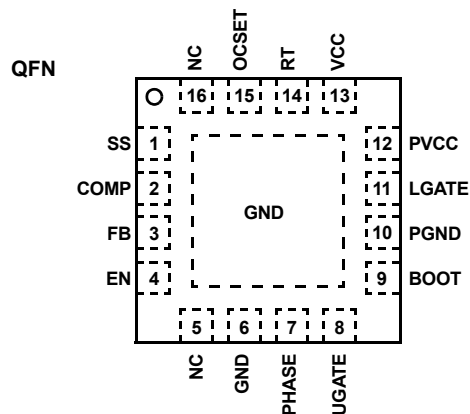 QFN
NC OCSET RT VCC
16 15 14 13
SS 1 12 PVCC
COMP 2 11 LGATE
GND
FB 3 10 PGND
EN 4 9 BOOT
5 6 7 8
NC GND PHASE UGATE